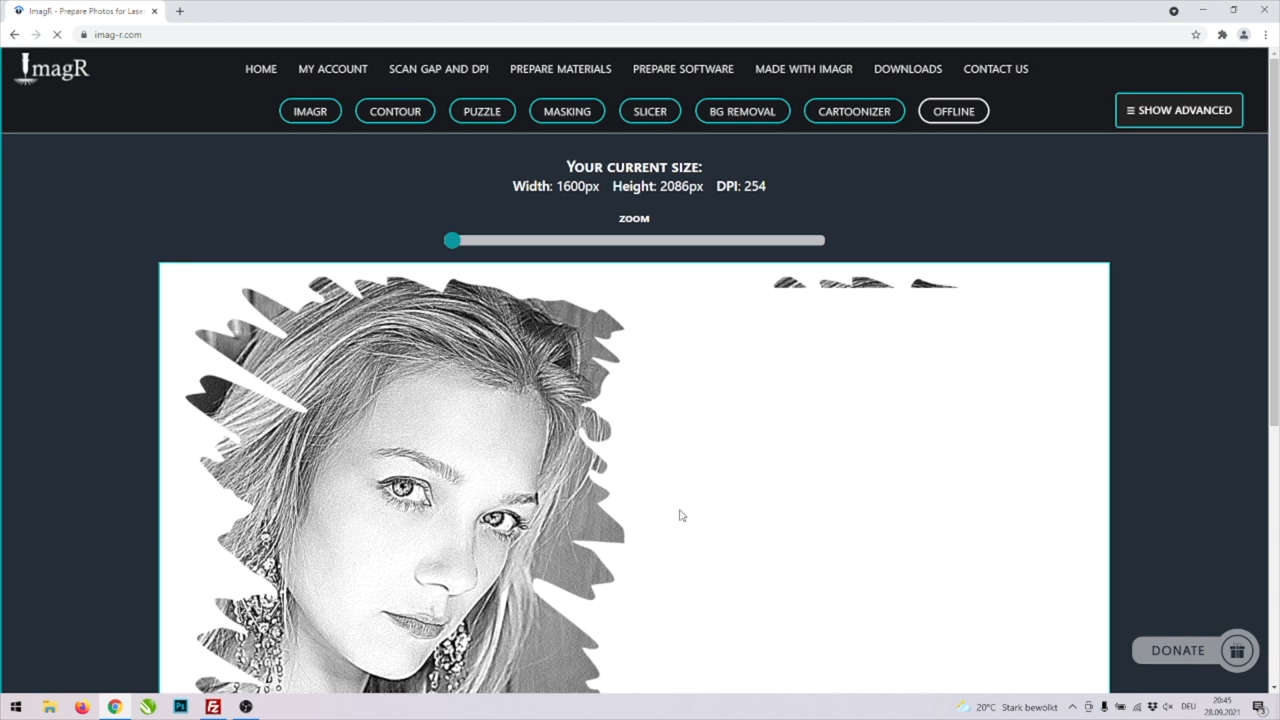 ImagR - Prepare Photos for Lase
imag-r.com
ImagR
HOME MY ACCOUNT SCAN GAP AND DPI PREPARE MATERIALS PREPARE SOFTWARE MADE WITH IMAGR DOWNLOADS CONTACT US
IMAGR CONTOUR PUZZLE MASKING SLICER BG REMOVAL CARTOONIZER OFFLINE ☰ SHOW ADVANCED
YOUR CURRENT SIZE:
Width: 1600px Height: 2086px DPI: 254
ZOOM
DONATE
Ps
20°C Stark bewolkt
DEU
20:45
28.09.2021